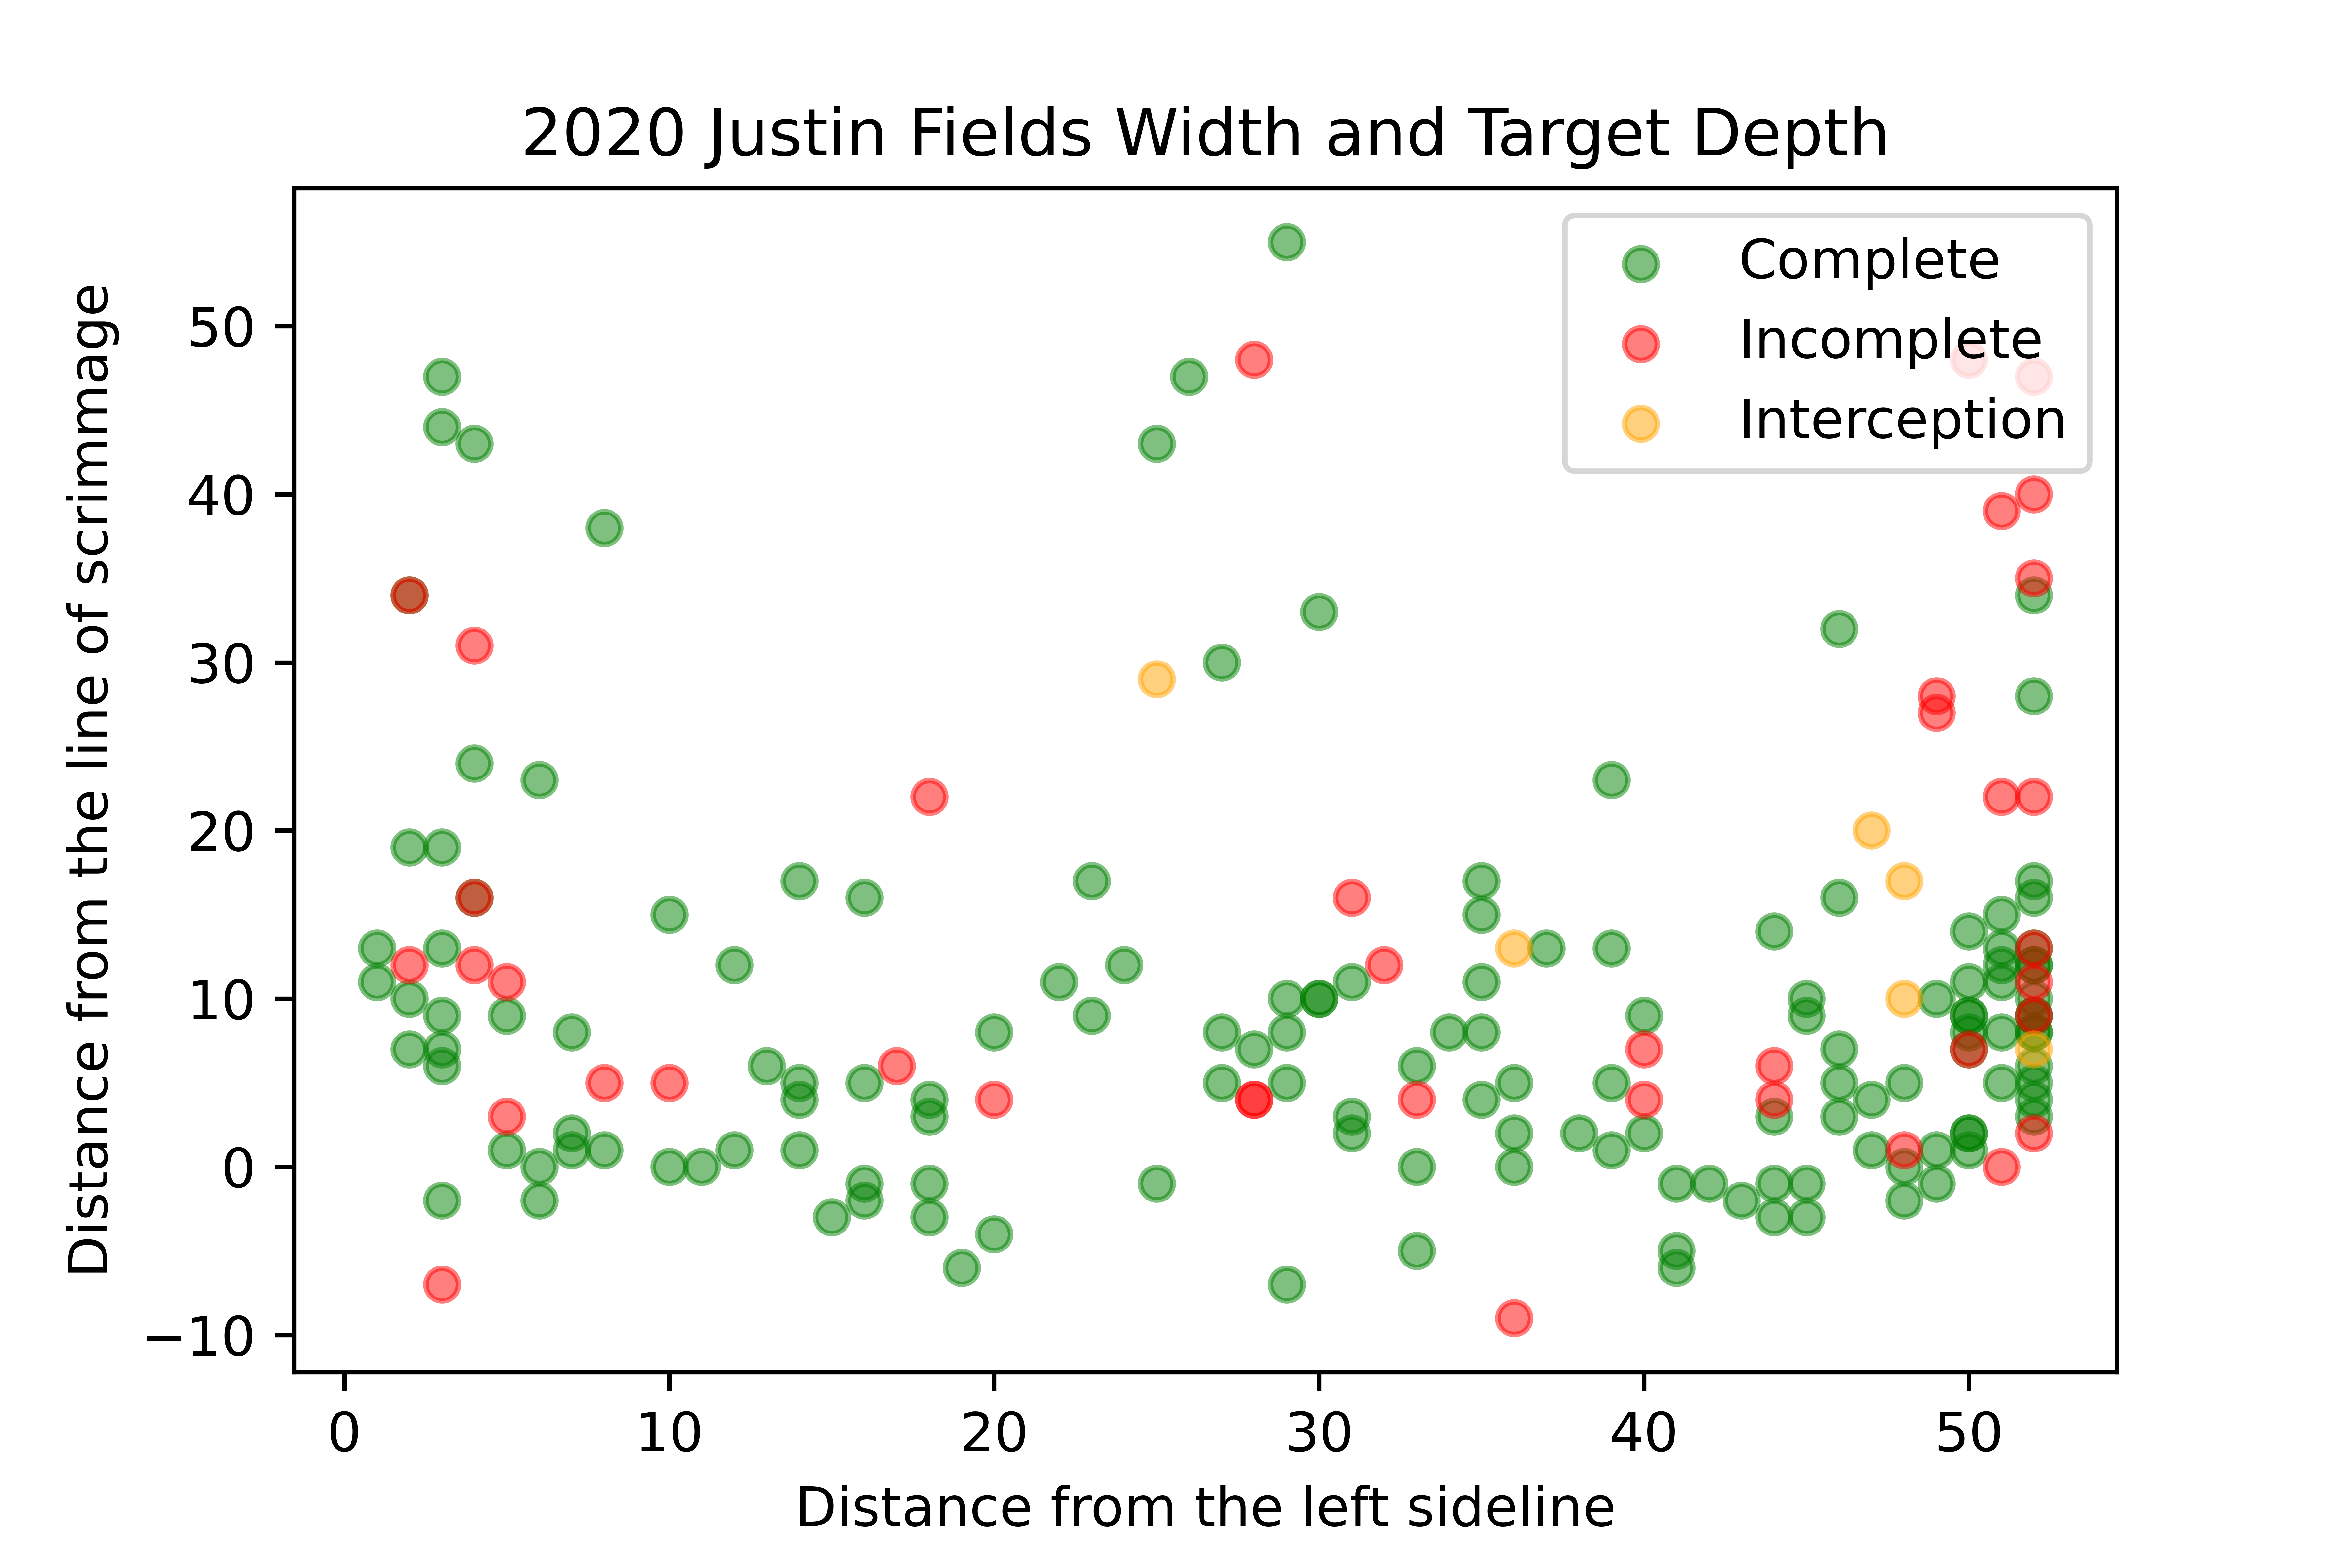 2020 Justin Fields Width and Target Depth
Complete
Incomplete
Interception
Distance from the line of scrimmage
50
40
30
20
10
0
−10
0 10 20 30 40 50
Distance from the left sideline